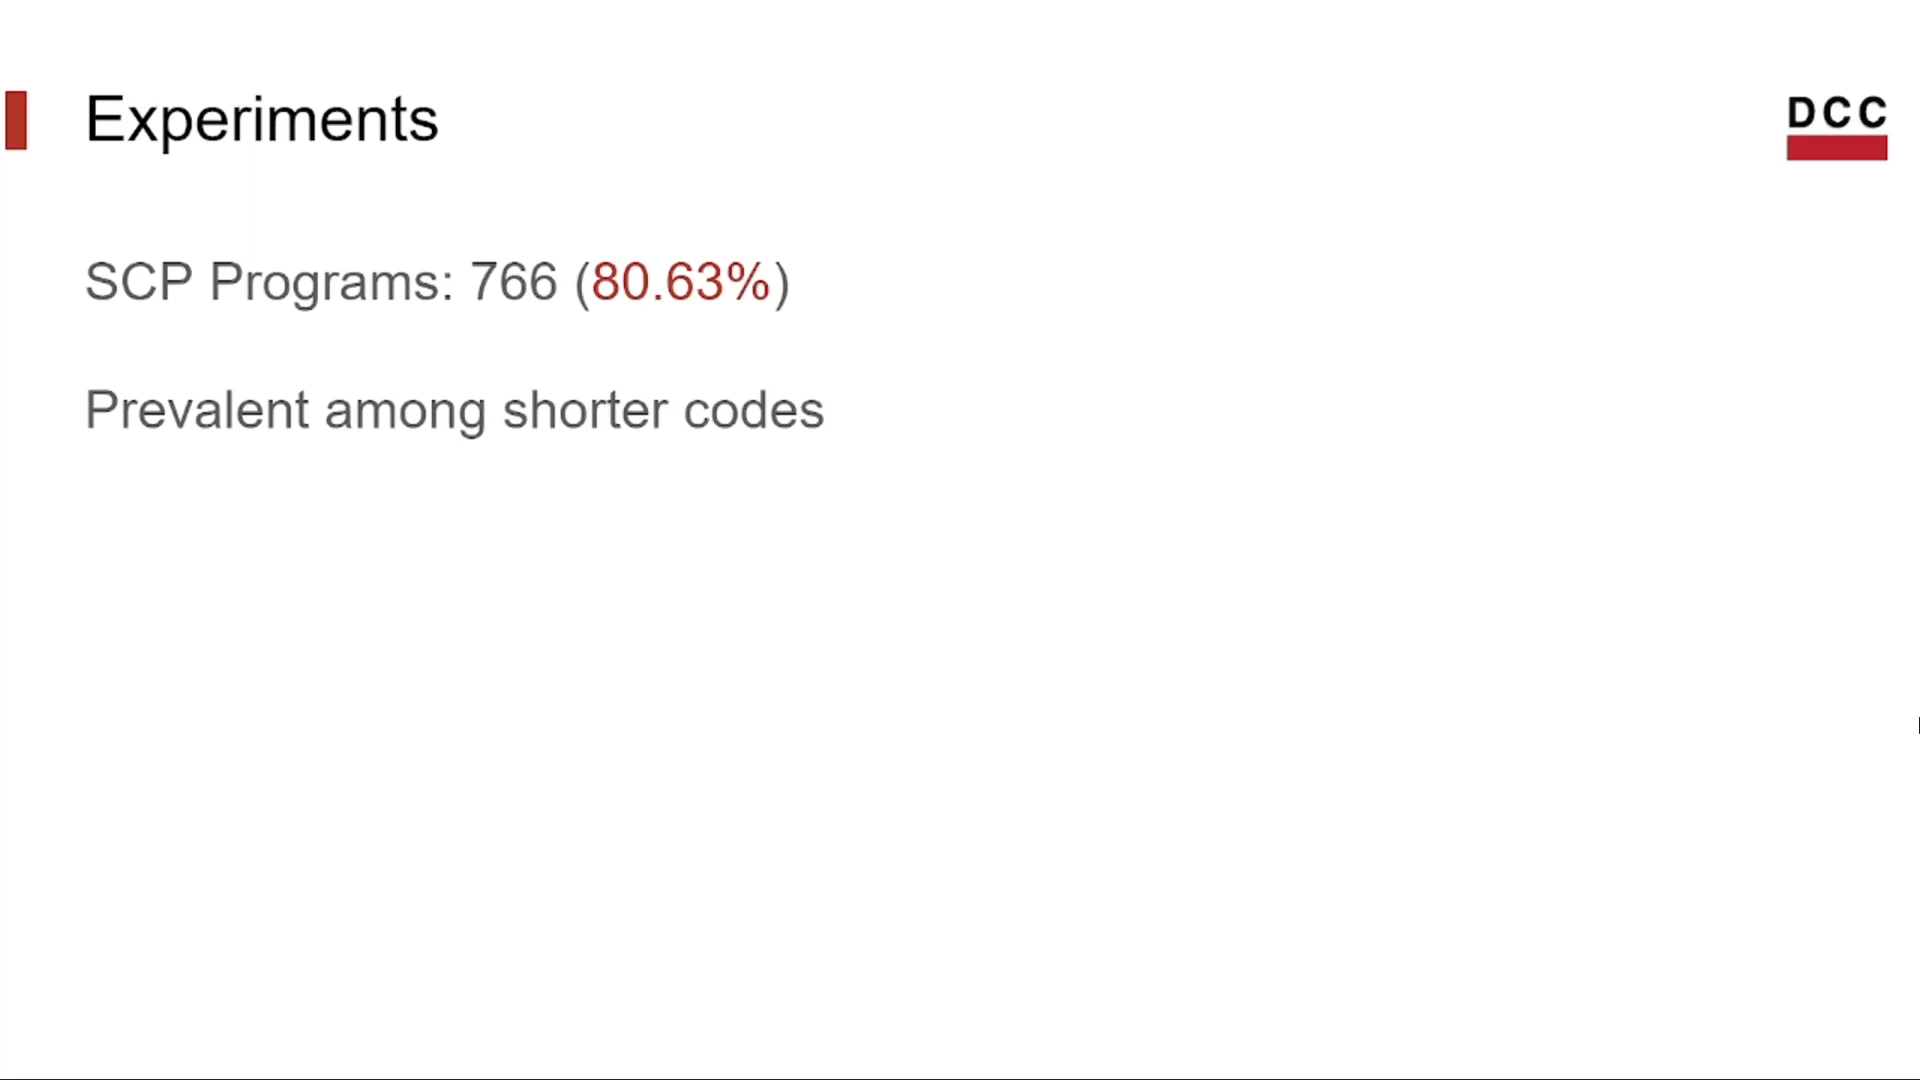 Experiments
DCC
SCP Programs: 766 (80.63%)
Prevalent among shorter codes